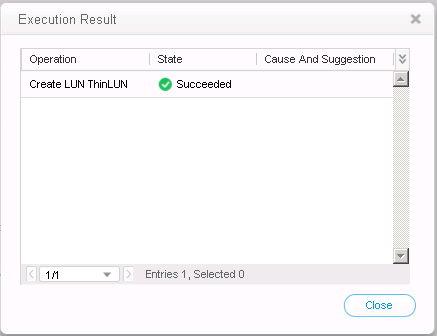 Execution Result
Operation State Cause And Suggestion
Create LUN ThinLUN Succeeded
1/1 Entries 1, Selected 0
Close